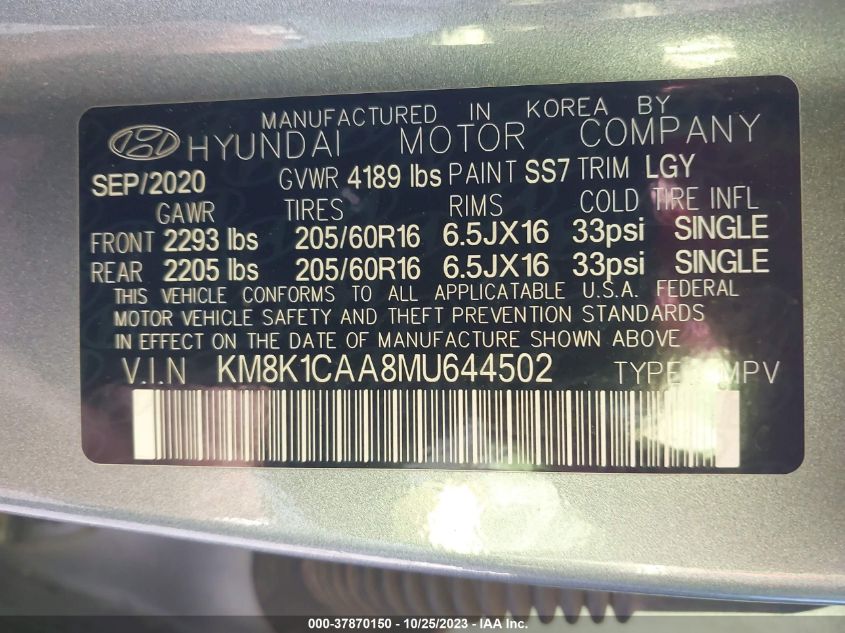 MANUFACTURED IN KOREA BY
HYUNDAI MOTOR COMPANY
SEP/2020 GVWR 4189 lbs PAINT SS7 TRIM LGY
GAWR TIRES RIMS COLD TIRE INFL
FRONT 2293 lbs 205/60R16 6.5JX16 33psi SINGLE
REAR 2205 lbs 205/60R16 6.5JX16 33psi SINGLE
THIS VEHICLE CONFORMS TO ALL APPLICATABLE U.S.A. FEDERAL
MOTOR VEHICLE SAFETY AND THEFT PREVENTION STANDARDS
IN EFFECT ON THE DATE OF MANUFACTURE SHOWN ABOVE
V.I.N KM8K1CAA8MU644502 TYPE MPV
000-37870150 | 10/25/2023 - IAA Inc.